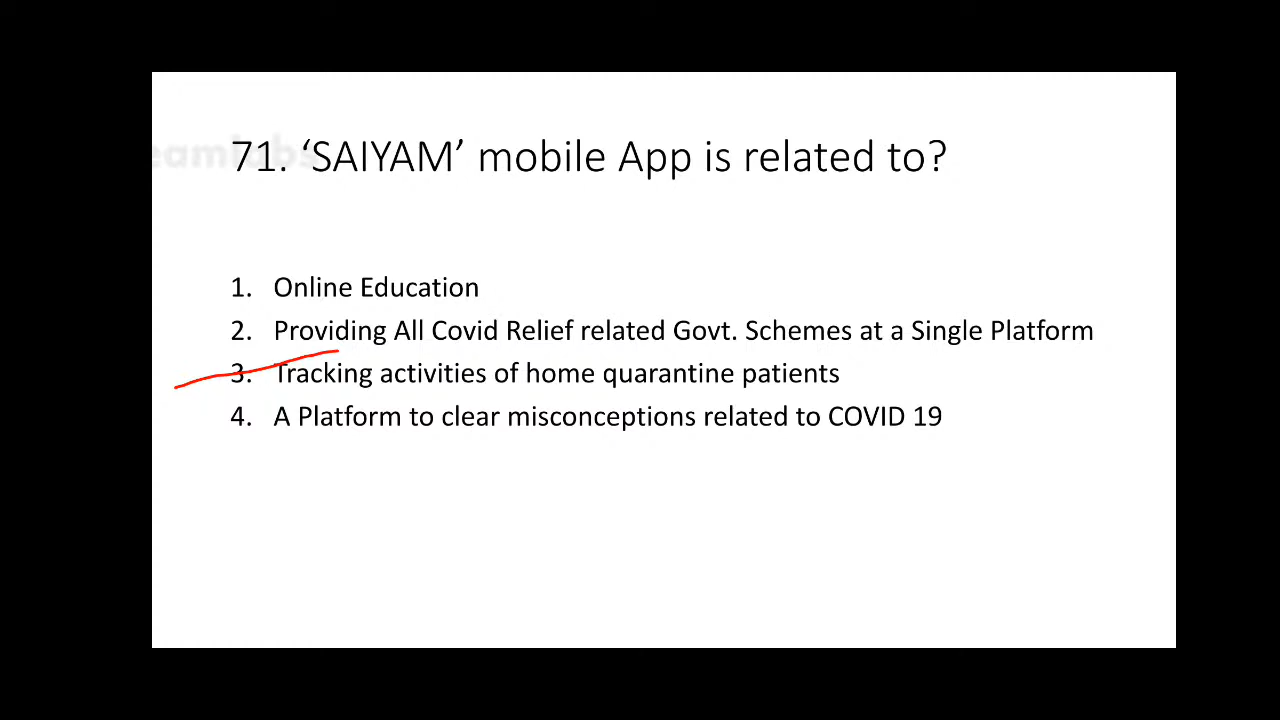 71. ‘SAIYAM’ mobile App is related to?
1. Online Education
2. Providing All Covid Relief related Govt. Schemes at a Single Platform
3. Tracking activities of home quarantine patients
4. A Platform to clear misconceptions related to COVID 19